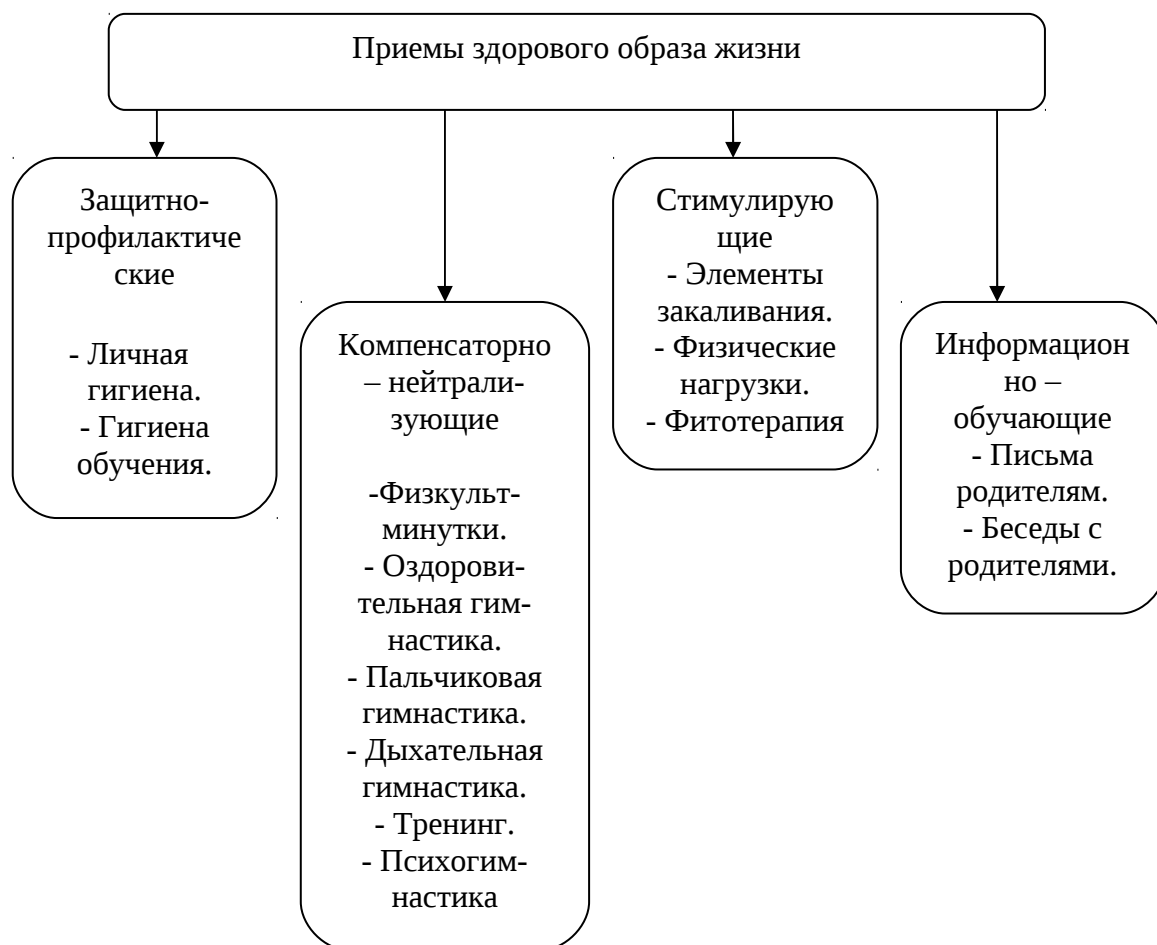 Приемы здорового образа жизни
Защитно-
профилактиче
ские
- Личная
гигиена.
- Гигиена
обучения.
Компенсаторно
– нейтрали-
зующие
-Физкульт-
минутки.
- Оздорови-
тельная гим-
настика.
- Пальчиковая
гимнастика.
- Дыхательная
гимнастика.
- Тренинг.
- Психогим-
настика
Стимулирую
щие
- Элементы
закаливания.
- Физические
нагрузки.
- Фитотерапия
Информацион
но –
обучающие
- Письма
родителям.
- Беседы с
родителями.